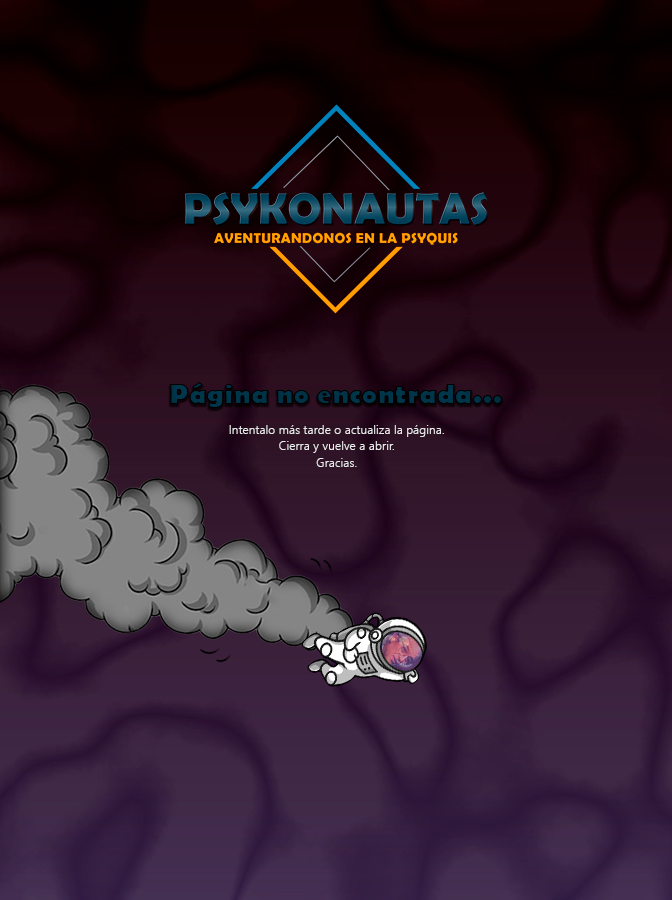 PSYKONAUTAS
AVENTURANDONOS EN LA PSYQUIS
Página no encontrada...
Intentalo más tarde o actualiza la página.
Cierra y vuelve a abrir.
Gracias.